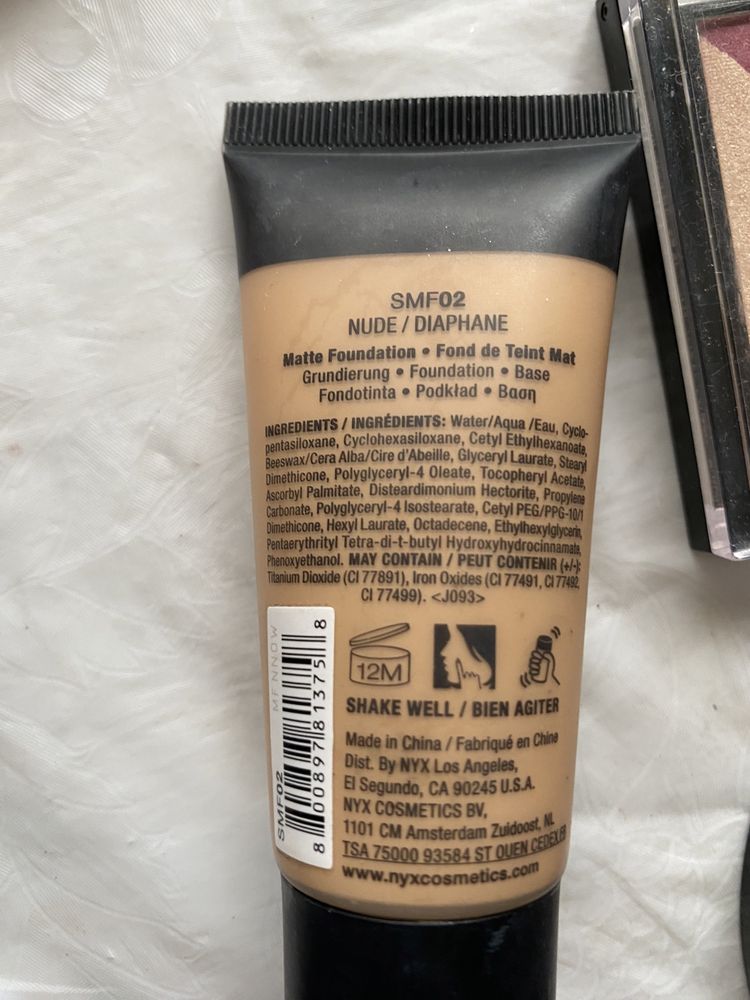 SMF02
NUDE / DIAPHANE
Matte Foundation • Fond de Teint Mat
Grundierung • Foundation • Base
Fondotinta • Podkład • Βαση
INGREDIENTS / INGRÉDIENTS: Water/Aqua /Eau, Cyclo-
pentasiloxane, Cyclohexasiloxane, Cetyl Ethylhexanoate,
Beeswax/Cera Alba/Cire d'Abeille, Glyceryl Laurate, Stearyl
Dimethicone, Polyglyceryl-4 Oleate, Tocopheryl Acetate,
Ascorbyl Palmitate, Disteardimonium Hectorite, Propylene
Carbonate, Polyglyceryl-4 Isostearate, Cetyl PEG/PPG-10/1
Dimethicone, Hexyl Laurate, Octadecene, Ethylhexylglycerin,
Pentaerythrityl Tetra-di-t-butyl Hydroxyhydrocinnamate,
Phenoxyethanol. MAY CONTAIN / PEUT CONTENIR (+/-):
Titanium Dioxide (CI 77891), Iron Oxides (CI 77491, CI 77492,
CI 77499). <J093>
12M
SHAKE WELL / BIEN AGITER
Made in China / Fabriqué en Chine
Dist. By NYX Los Angeles,
El Segundo, CA 90245 U.S.A.
NYX COSMETICS BV,
1101 CM Amsterdam Zuidoost, NL
TSA 75000 93584 ST OUEN CEDEX FR
www.nyxcosmetics.com
MF NNOW
SMF02
8 00897 81375 8